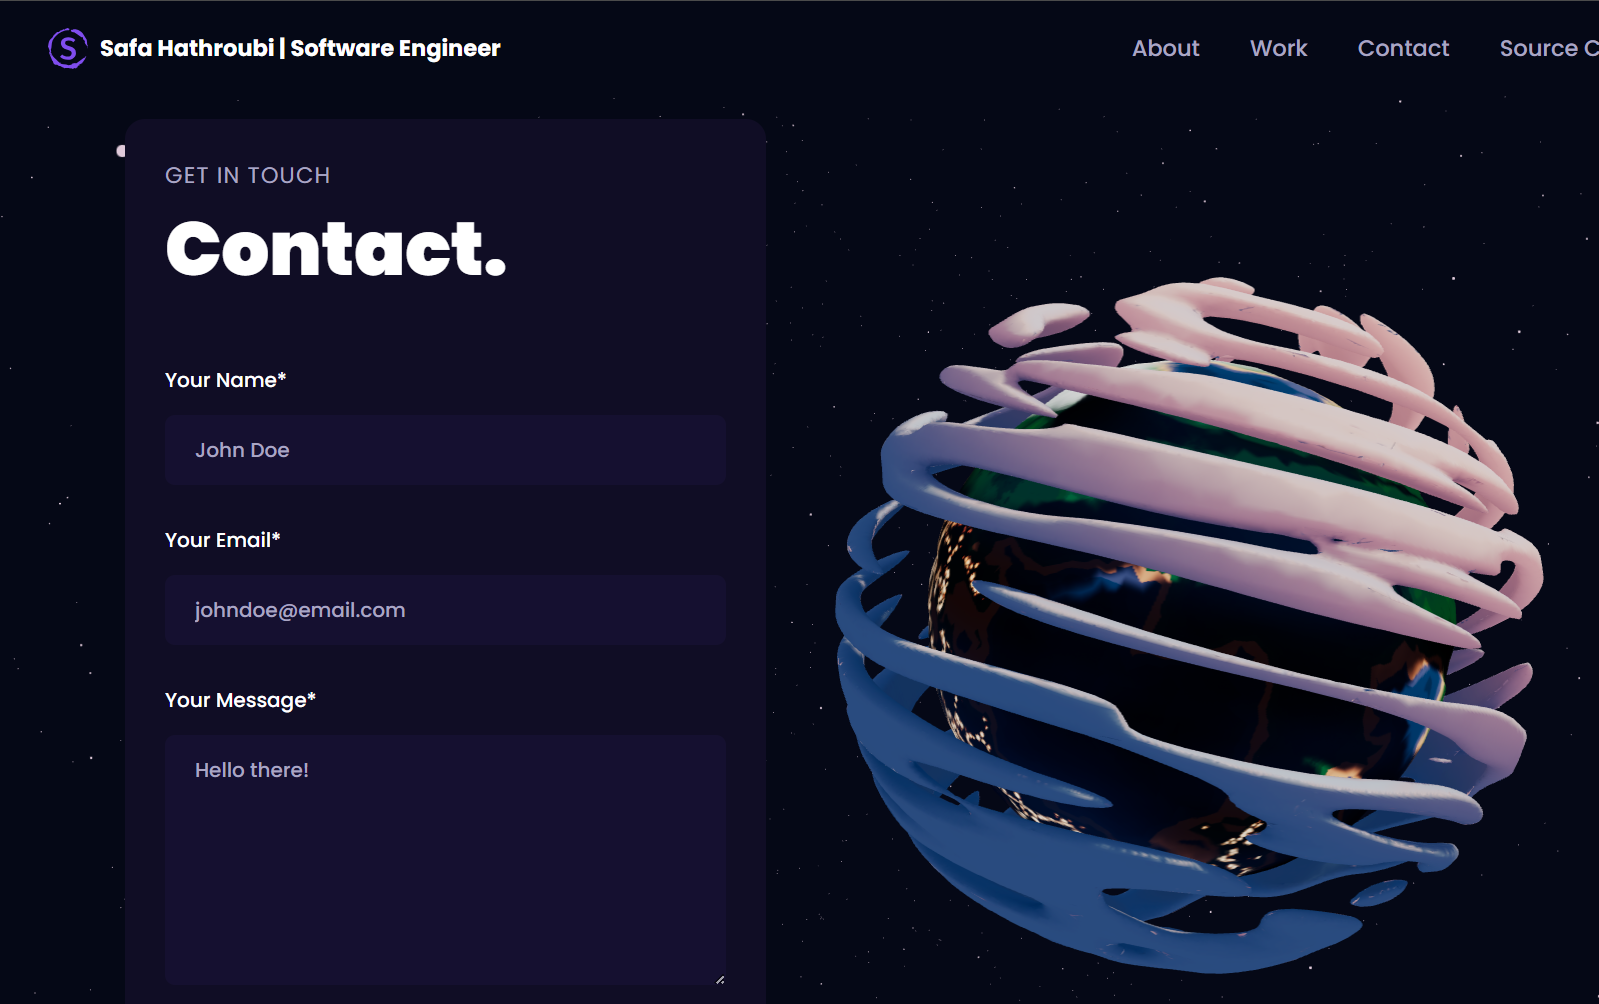 S
Safa Hathroubi | Software Engineer
About
Work
Contact
Source C
GET IN TOUCH
Contact.
Your Name*
John Doe
Your Email*
johndoe@email.com
Your Message*
Hello there!